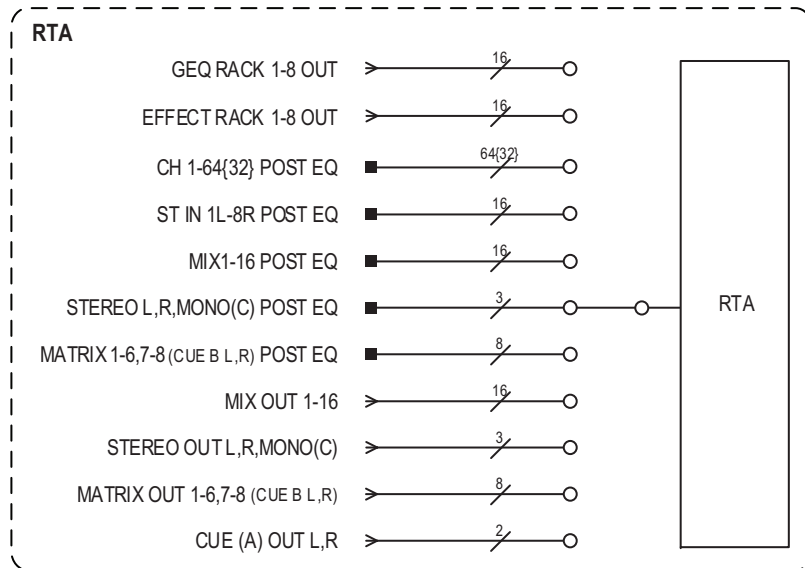 RTA
GEQ RACK 1-8 OUT 16
EFFECT RACK 1-8 OUT 16
CH 1-64{32} POST EQ 64{32}
ST IN 1L-8R POST EQ 16
MIX1-16 POST EQ 16
STEREO L,R,MONO(C) POST EQ 3 RTA
MATRIX 1-6,7-8 (CUE B L,R) POST EQ 8
MIX OUT 1-16 16
STEREO OUT L,R,MONO(C) 3
MATRIX OUT 1-6,7-8 (CUE B L,R) 8
CUE (A) OUT L,R 2